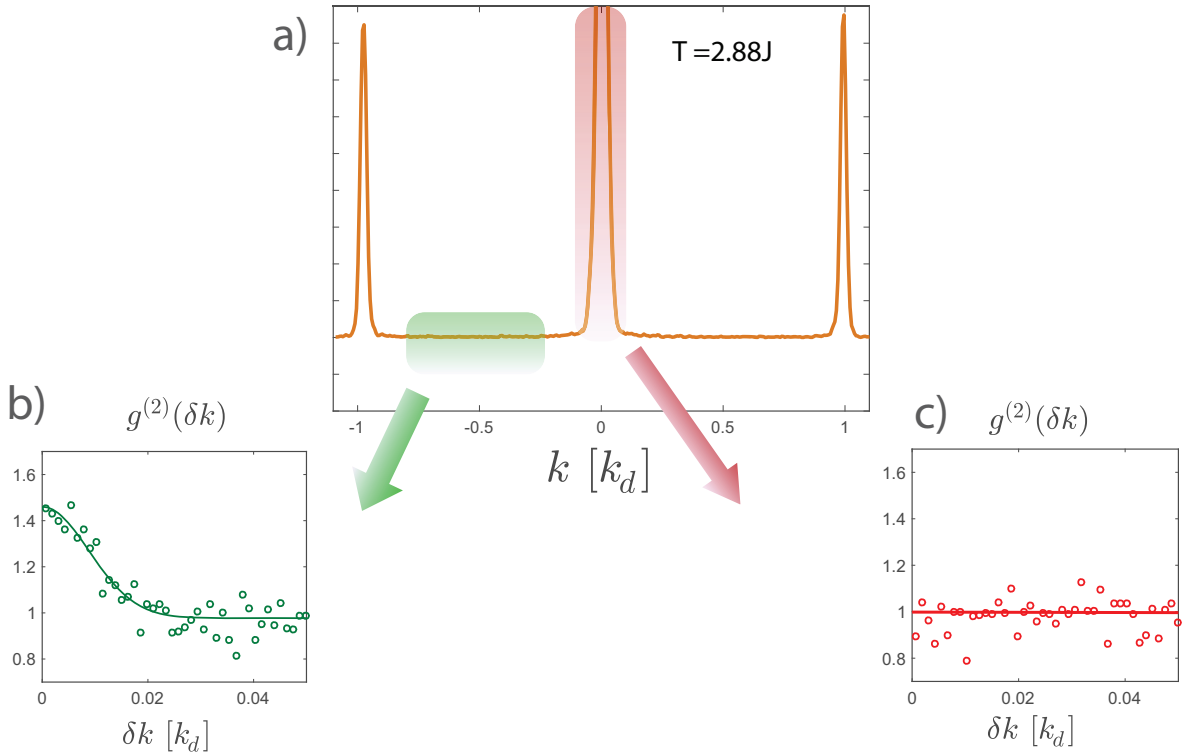 a)
T =2.88J
-1
-0.5
0
0.5
1
k [k_d]
b)
g^{(2)}(δk)
1.6
1.4
1.2
1
0.8
0
0.02
0.04
δk [k_d]
c)
g^{(2)}(δk)
1.6
1.4
1.2
1
0.8
0
0.02
0.04
δk [k_d]